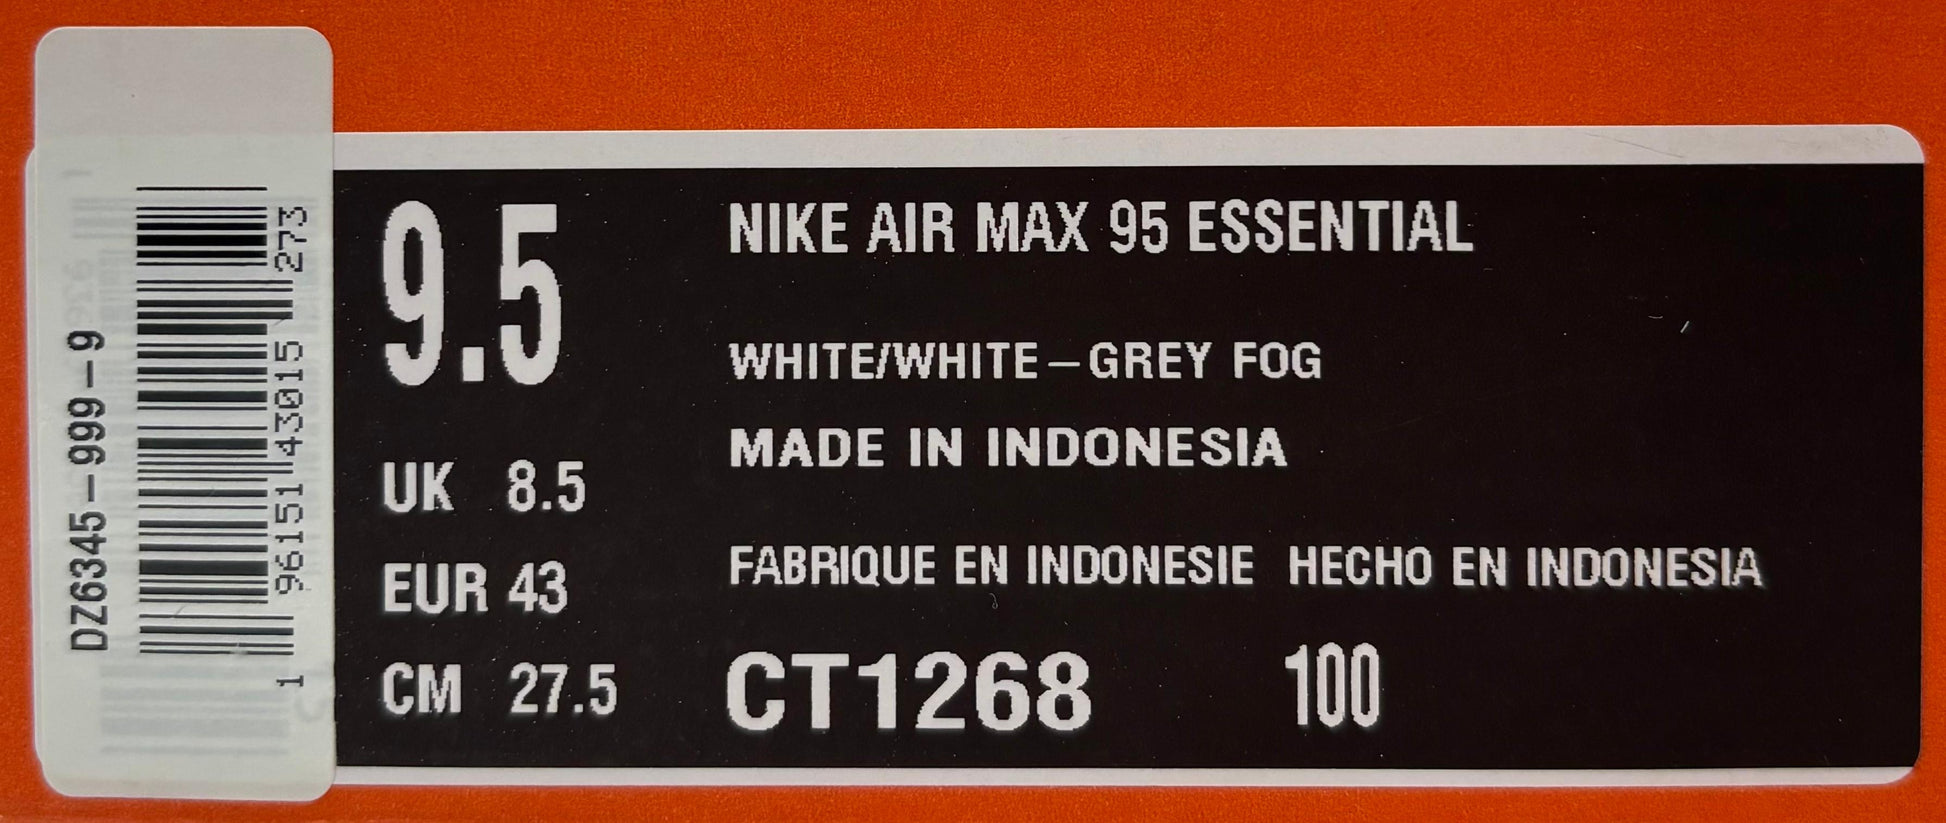 DZ6345-999-9
1 96151 43015 273
9.5
UK 8.5
EUR 43
CM 27.5
NIKE AIR MAX 95 ESSENTIAL
WHITE/WHITE-GREY FOG
MADE IN INDONESIA
FABRIQUE EN INDONESIE HECHO EN INDONESIA
CT1268 100